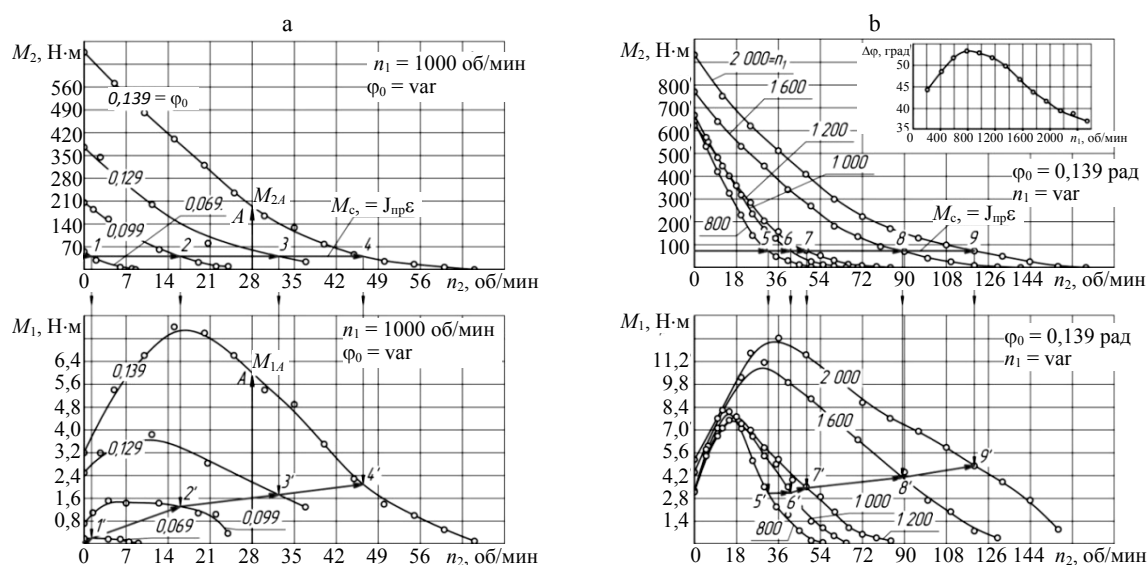 a
M₂, Н·м
n₁ = 1000 об/мин
φ₀ = var
560
490
420
350
280
210
140
70
0
0,139 = φ₀
0,129
0,099
0,069
M₂A
A
Mс, = Jпрε
1 2 3 4
7 14 21 28 35 42 49 56 n₂, об/мин
M₁, Н·м
n₁ = 1000 об/мин
φ₀ = var
6,4
5,6
4,8
4,0
3,2
2,4
1,6
0,8
0
0,139
0,129
0,069
0,099
M₁A
A
1' 2' 3' 4'
7 14 21 28 35 42 49 56 n₂, об/мин
b
M₂, Н·м
800
700
600
500
400
300
200
100
0
2 000=n₁
1 600
1 200
1 000
800
Δφ, град
50
45
40
35
0 400 800 1200 1600 2000 n₁, об/мин
φ₀ = 0,139 рад
n₁ = var
Mс, = Jпрε
5 6 7 8 9
18 36 54 72 90 108 126 144 n₂, об/мин
M₁, Н·м
φ₀ = 0,139 рад
n₁ = var
11,2
9,8
8,4
7,0
5,6
4,2
2,8
1,4
0
2 000
1 600
1 000
1 200
800
5' 6' 7' 8' 9'
18 36 54 72 90 108 126 144 n₂, об/мин